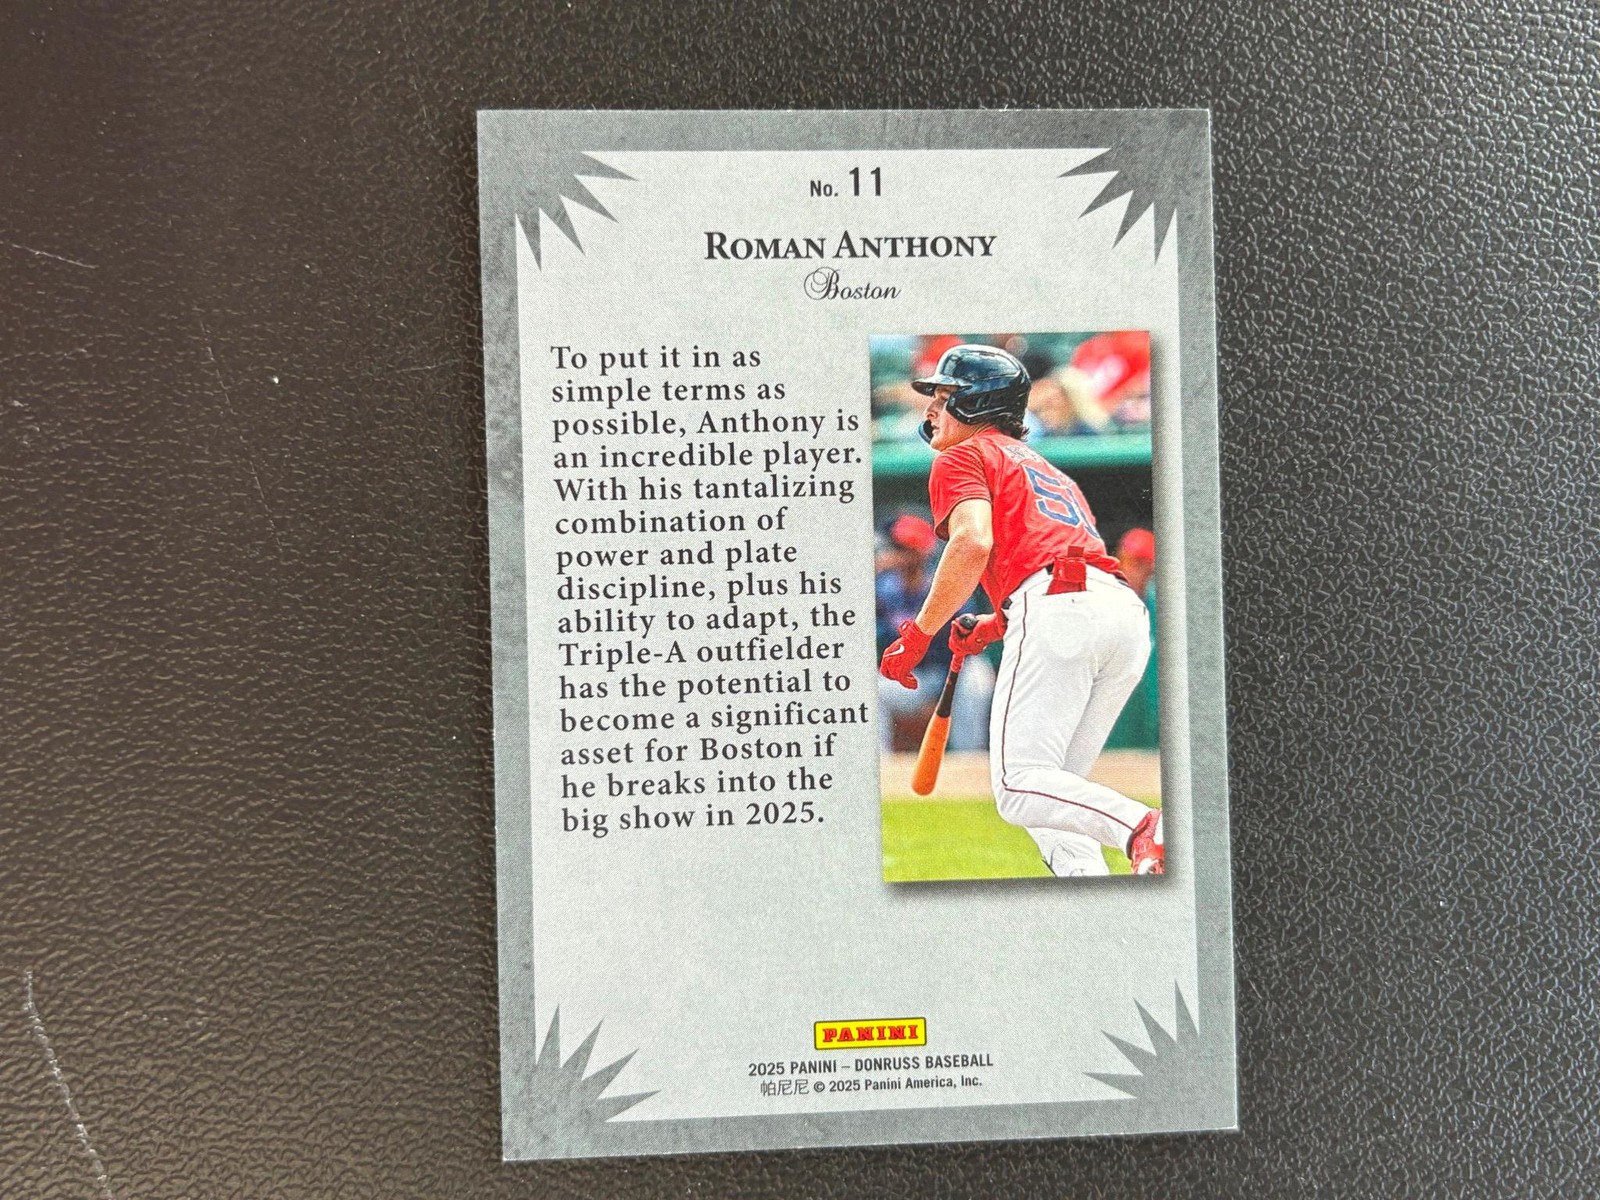 No. 11
ROMAN ANTHONY
Boston
To put it in as
simple terms as
possible, Anthony is
an incredible player.
With his tantalizing
combination of
power and plate
discipline, plus his
ability to adapt, the
Triple-A outfielder
has the potential to
become a significant
asset for Boston if
he breaks into the
big show in 2025.
PANINI
2025 PANINI – DONRUSS BASEBALL
帕尼尼 © 2025 Panini America, Inc.